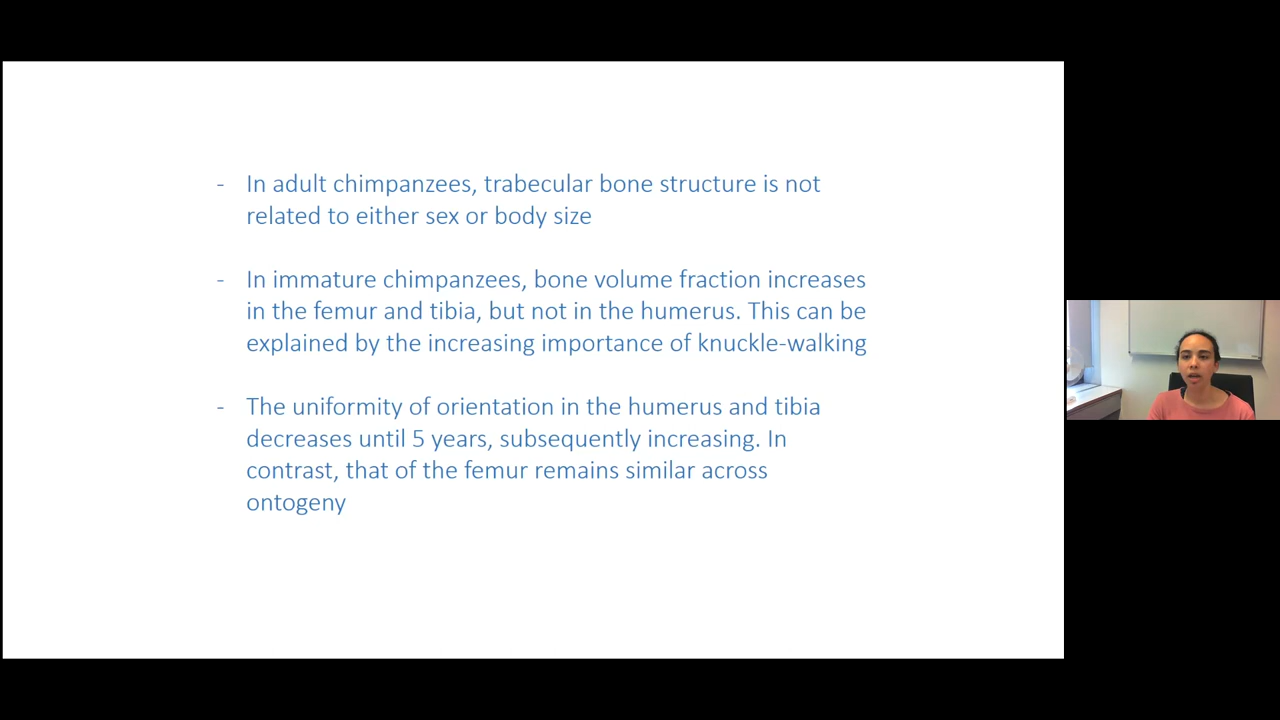 - In adult chimpanzees, trabecular bone structure is not
related to either sex or body size
- In immature chimpanzees, bone volume fraction increases
in the femur and tibia, but not in the humerus. This can be
explained by the increasing importance of knuckle-walking
- The uniformity of orientation in the humerus and tibia
decreases until 5 years, subsequently increasing. In
contrast, that of the femur remains similar across
ontogeny